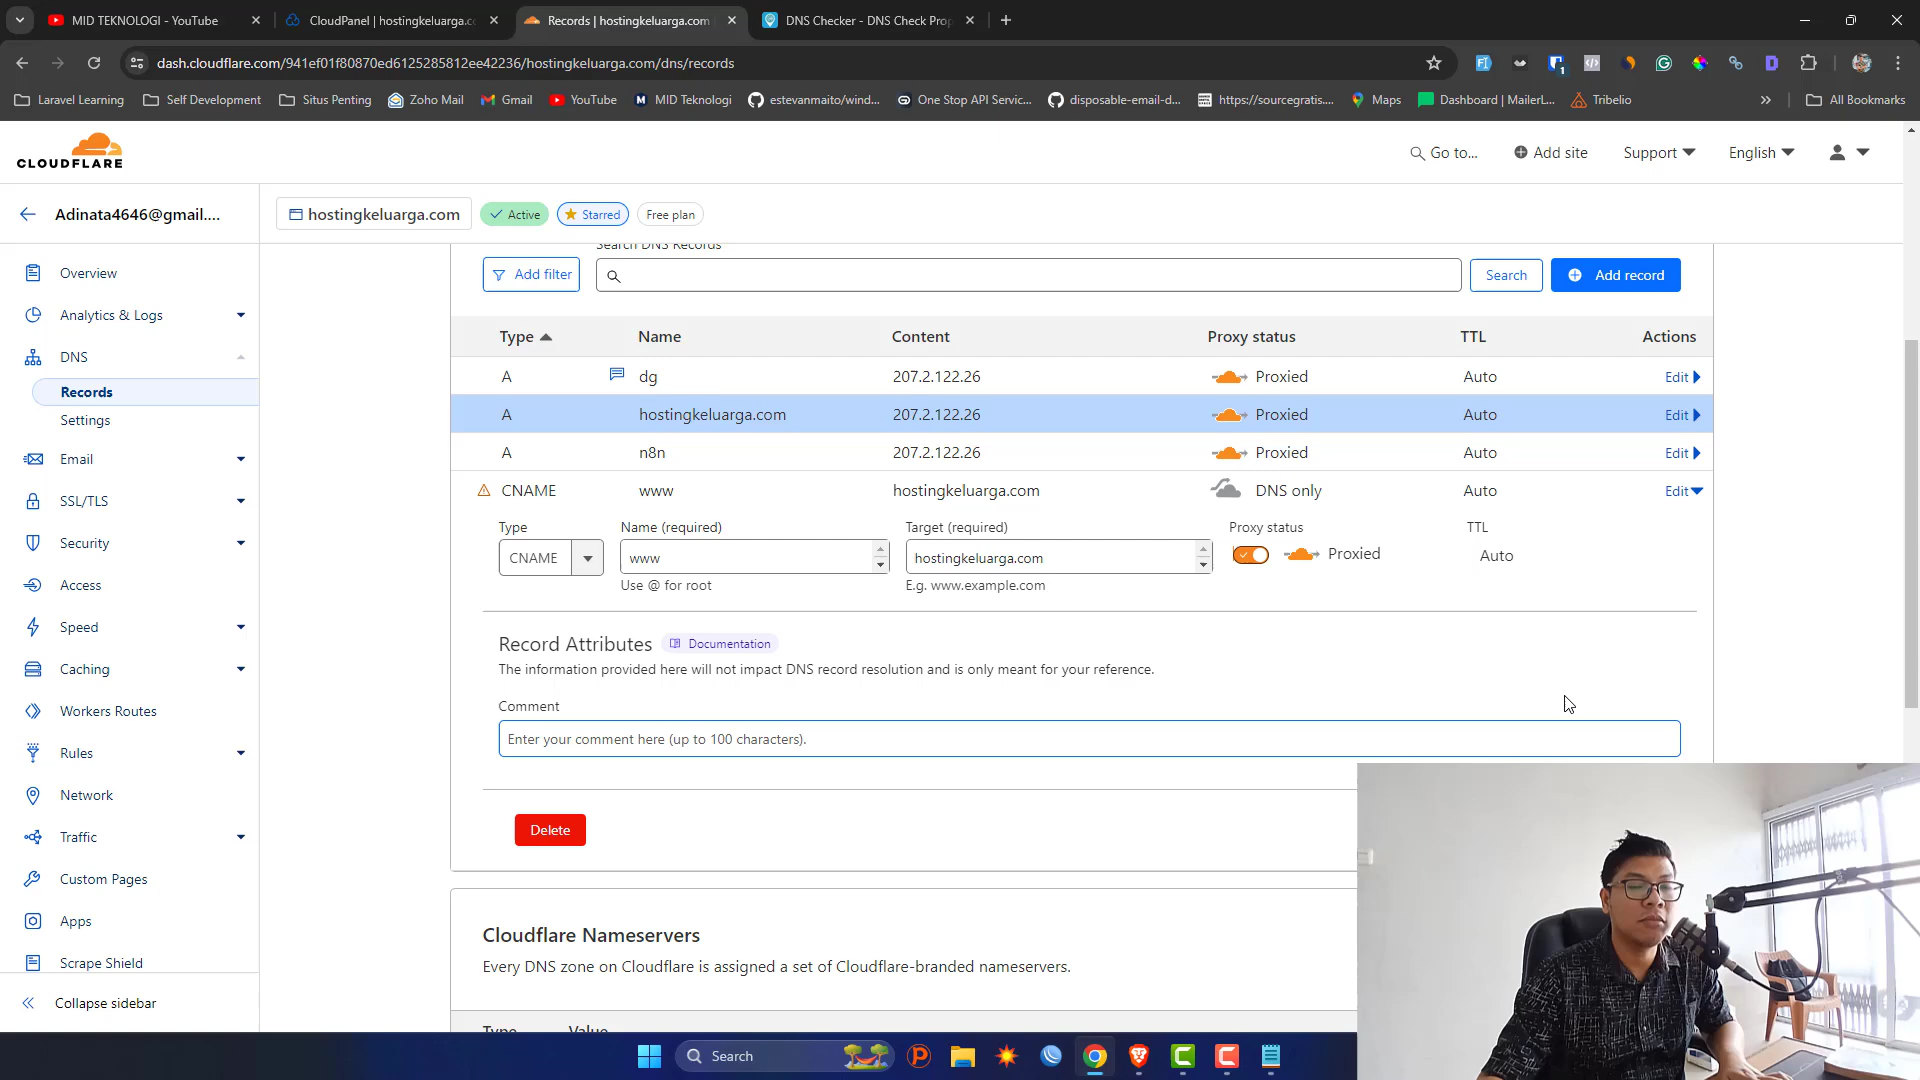 MID TEKNOLOGI - YouTube
CloudPanel | hostingkeluarga.co
Records | hostingkeluarga.com
DNS Checker - DNS Check Prop
dash.cloudflare.com/941ef01f80870ed6125285812ee42236/hostingkeluarga.com/dns/records
Laravel Learning
Self Development
Situs Penting
Zoho Mail
Gmail
YouTube
MID Teknologi
estevanmaito/wind...
One Stop API Servic...
disposable-email-d...
https://sourcegratis....
Maps
Dashboard | MailerL...
Tribelio
All Bookmarks
CLOUDFLARE
Go to...
Add site
Support
English
Adinata4646@gmail....
hostingkeluarga.com
Active
Starred
Free plan
Overview
Analytics & Logs
DNS
Records
Settings
Email
SSL/TLS
Security
Access
Speed
Caching
Workers Routes
Rules
Network
Traffic
Custom Pages
Apps
Scrape Shield
Collapse sidebar
Search DNS Records
Add filter
Search
Add record
Type Name Content Proxy status TTL Actions
A dg 207.2.122.26 Proxied Auto Edit
A hostingkeluarga.com 207.2.122.26 Proxied Auto Edit
A n8n 207.2.122.26 Proxied Auto Edit
CNAME www hostingkeluarga.com DNS only Auto Edit
Type Name (required) Target (required) Proxy status TTL
CNAME www hostingkeluarga.com Proxied Auto
Use @ for root E.g. www.example.com
Record Attributes Documentation
The information provided here will not impact DNS record resolution and is only meant for your reference.
Comment
Enter your comment here (up to 100 characters).
Delete
Cloudflare Nameservers
Every DNS zone on Cloudflare is assigned a set of Cloudflare-branded nameservers.
Type Value
Search